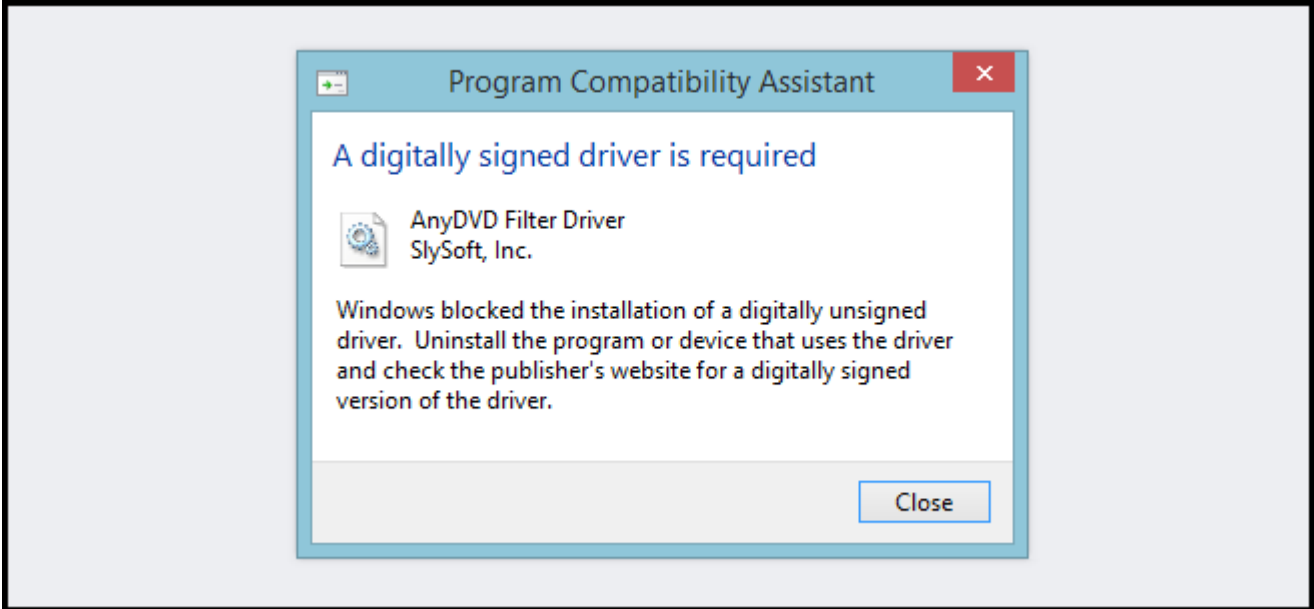 Program Compatibility Assistant
A digitally signed driver is required
AnyDVD Filter Driver
SlySoft, Inc.
Windows blocked the installation of a digitally unsigned
driver.  Uninstall the program or device that uses the driver
and check the publisher's website for a digitally signed
version of the driver.
Close